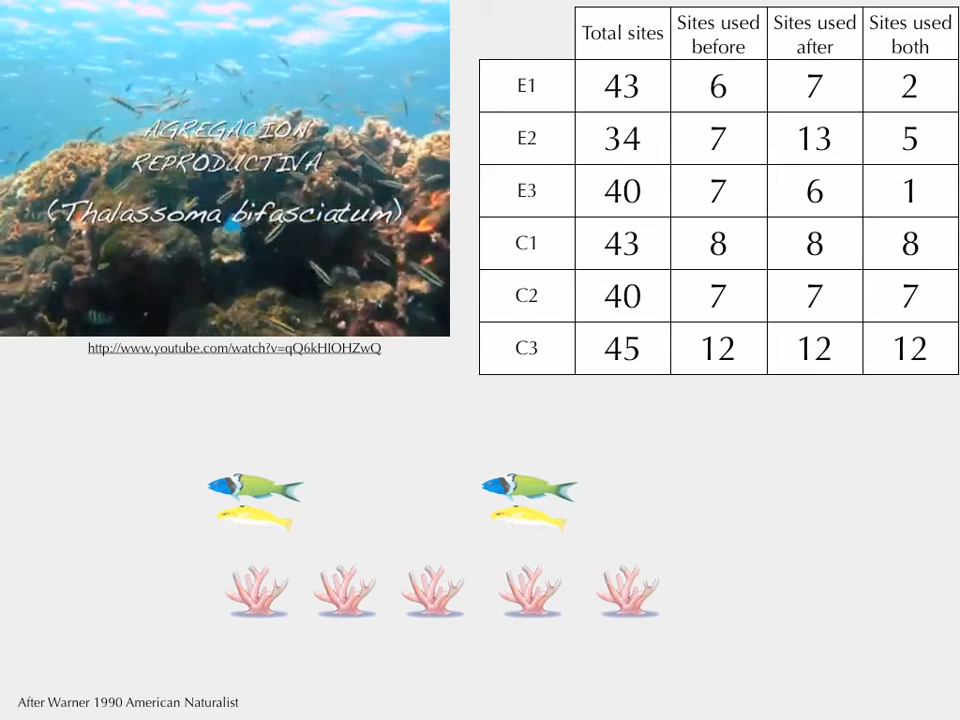 AGREGACION
REPRODUCTIVA
(Thalassoma bifasciatum)
http://www.youtube.com/watch?v=qQ6kHIOHZwQ
Total sites Sites used before Sites used after Sites used both
E1 43 6 7 2
E2 34 7 13 5
E3 40 7 6 1
C1 43 8 8 8
C2 40 7 7 7
C3 45 12 12 12
After Warner 1990 American Naturalist